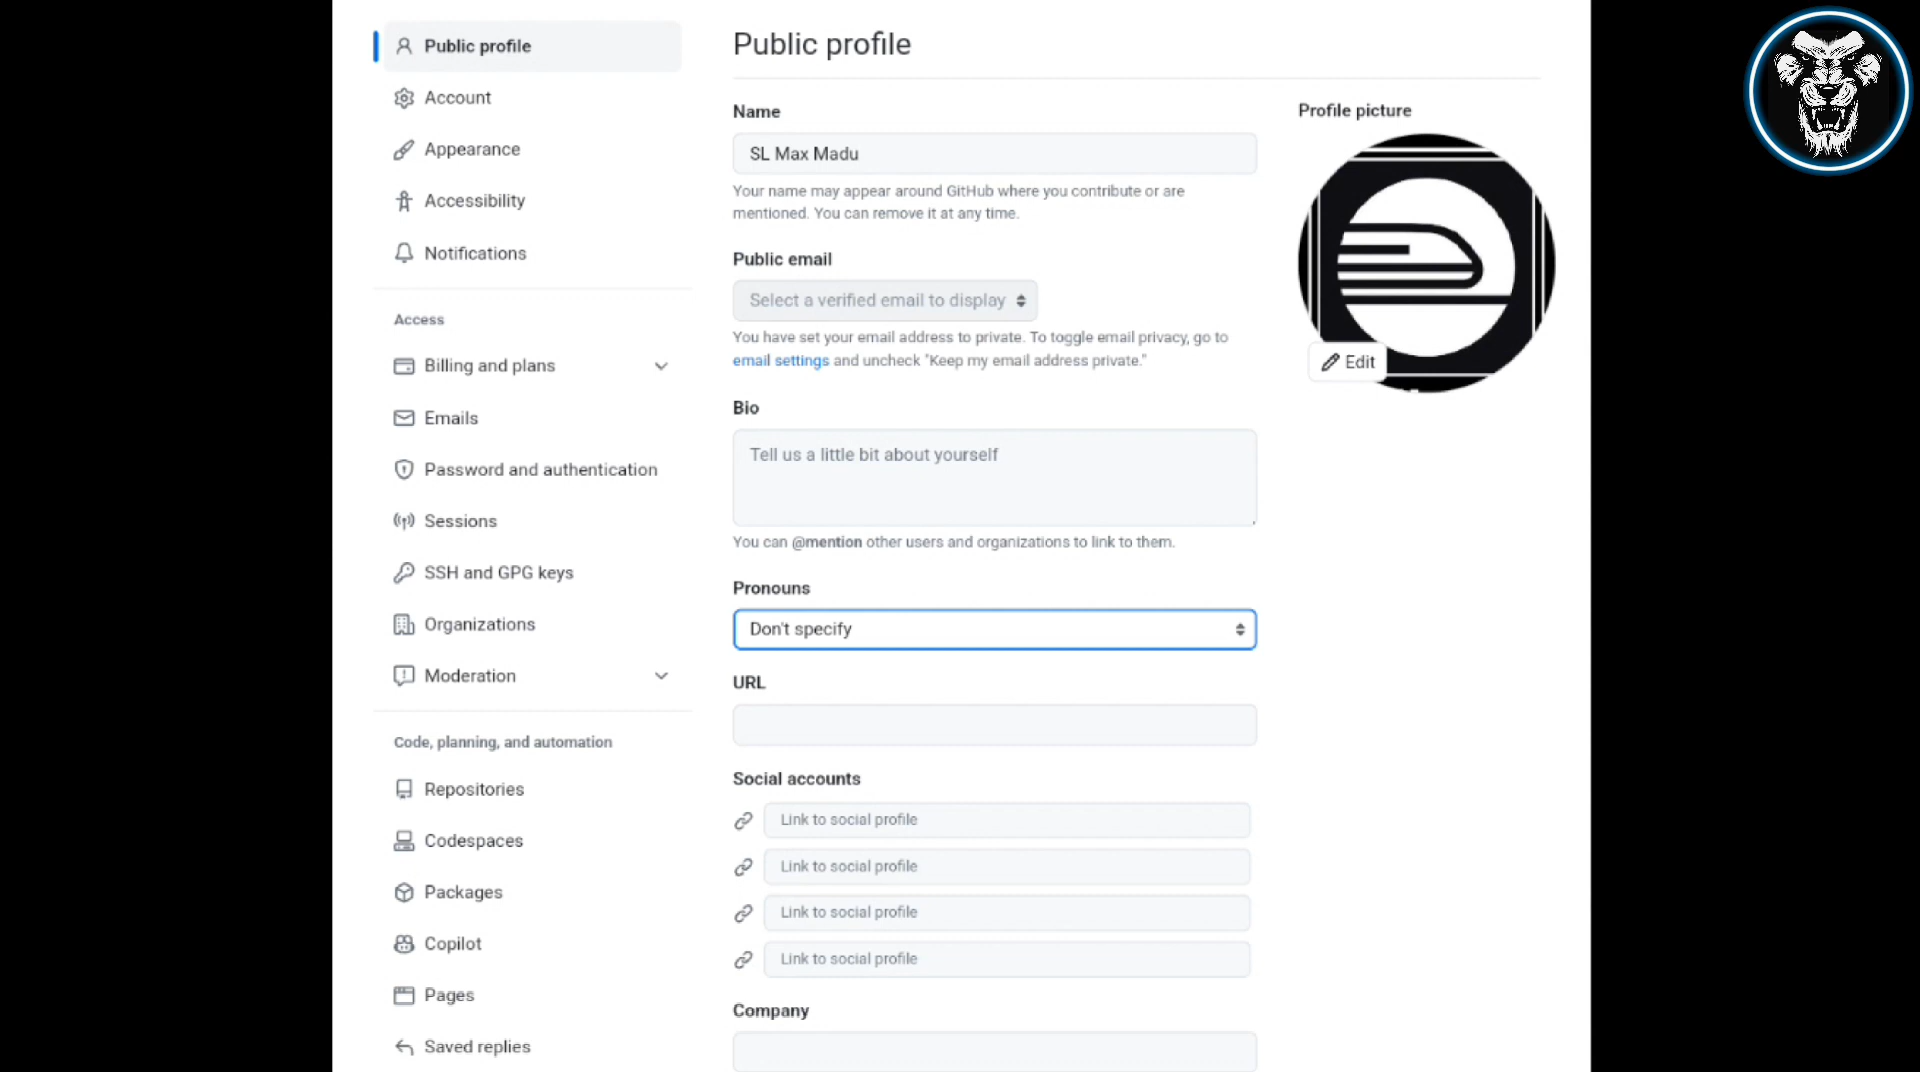 Public profile
Account
Appearance
Accessibility
Notifications
Access
Billing and plans
Emails
Password and authentication
Sessions
SSH and GPG keys
Organizations
Moderation
Code, planning, and automation
Repositories
Codespaces
Packages
Copilot
Pages
Saved replies
Public profile
Name
SL Max Madu
Your name may appear around GitHub where you contribute or are
mentioned. You can remove it at any time.
Public email
Select a verified email to display
You have set your email address to private. To toggle email privacy, go to
email settings and uncheck "Keep my email address private."
Bio
Tell us a little bit about yourself
You can @mention other users and organizations to link to them.
Pronouns
Don't specify
URL
Social accounts
Link to social profile
Link to social profile
Link to social profile
Link to social profile
Company
Profile picture
Edit